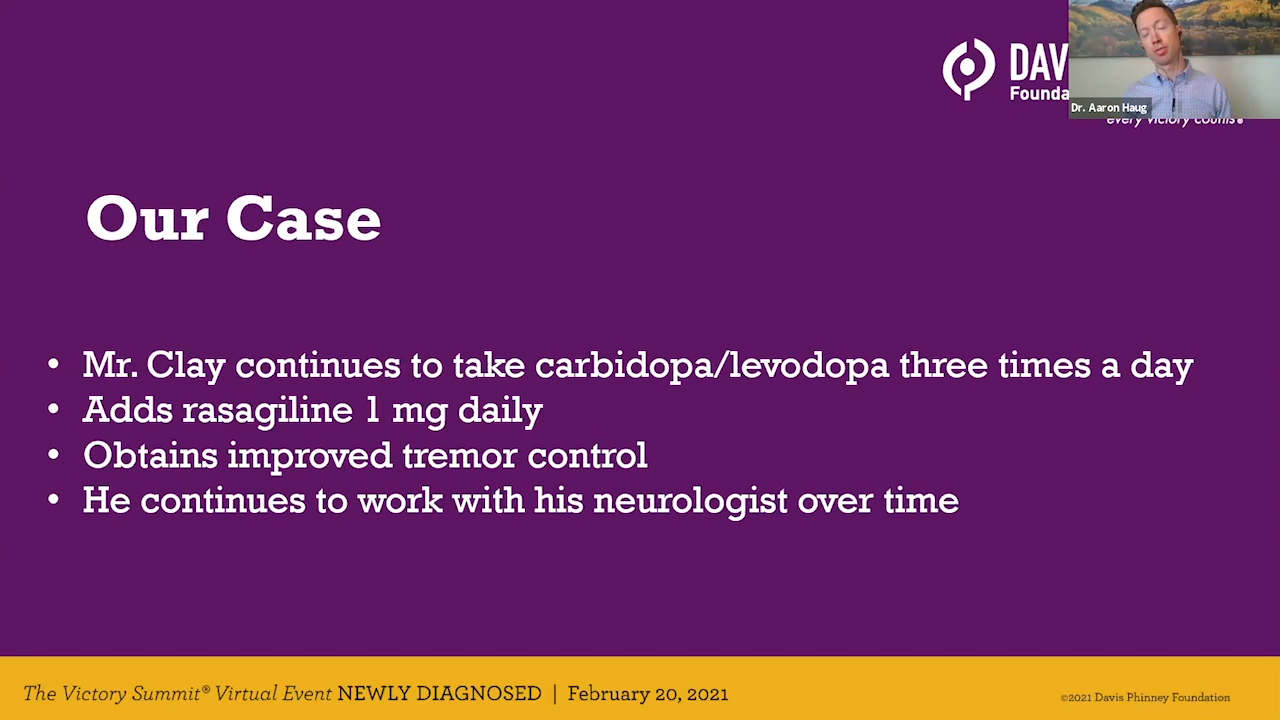 DAV
Founda
Dr. Aaron Haug
every victory counts®
Our Case
• Mr. Clay continues to take carbidopa/levodopa three times a day
• Adds rasagiline 1 mg daily
• Obtains improved tremor control
• He continues to work with his neurologist over time
The Victory Summit® Virtual Event NEWLY DIAGNOSED | February 20, 2021
©2021 Davis Phinney Foundation